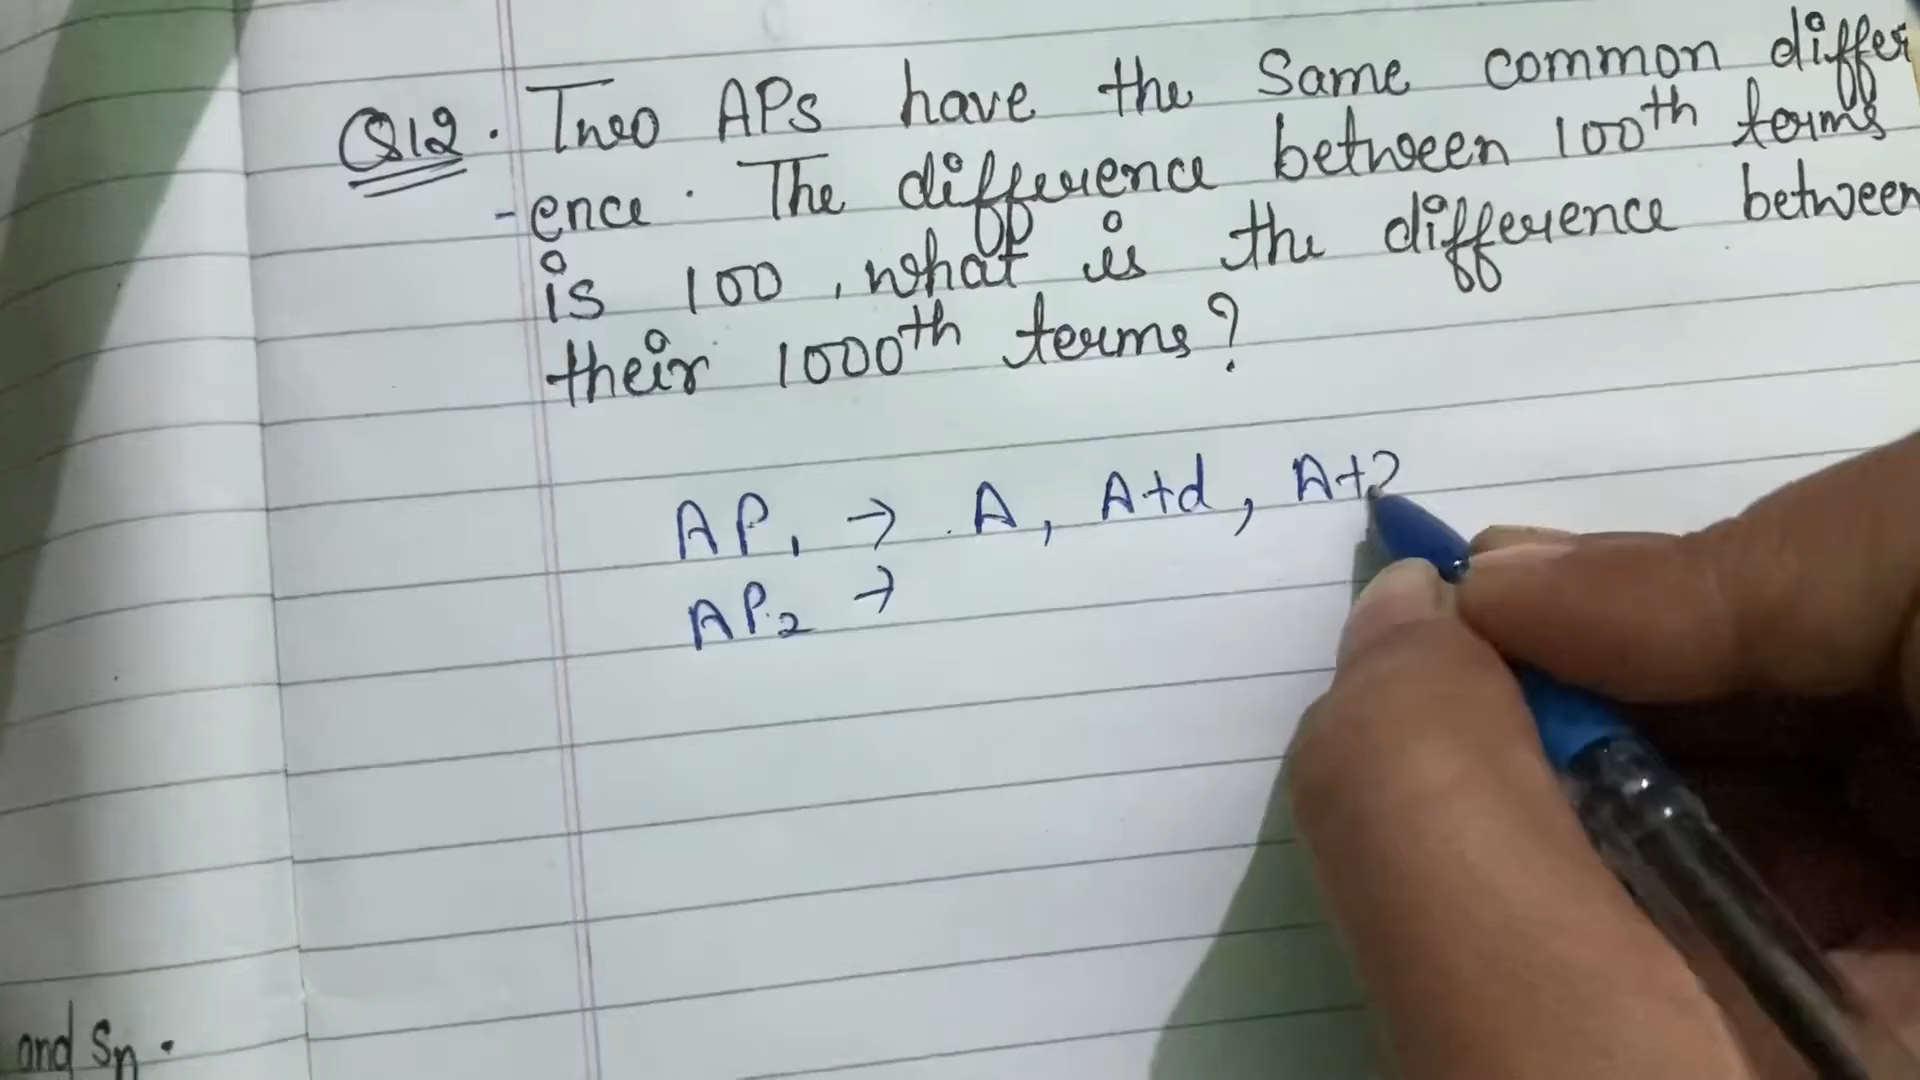 Q12. Two APs have the Same common differ
-ence. The difference between 100th terms
is 100, what is the difference between
their 1000th terms?
AP1 → A, A+d, A+2
AP2 →
and Sn.